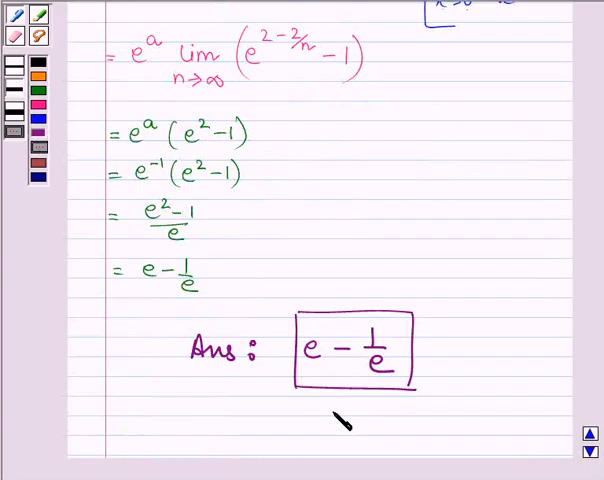 = e^a lim n→∞ (e^(2-2/n) - 1)
= e^a (e^2 - 1)
= e^-1 (e^2 - 1)
= (e^2 - 1)/e
= e - 1/e
Ans: e - 1/e